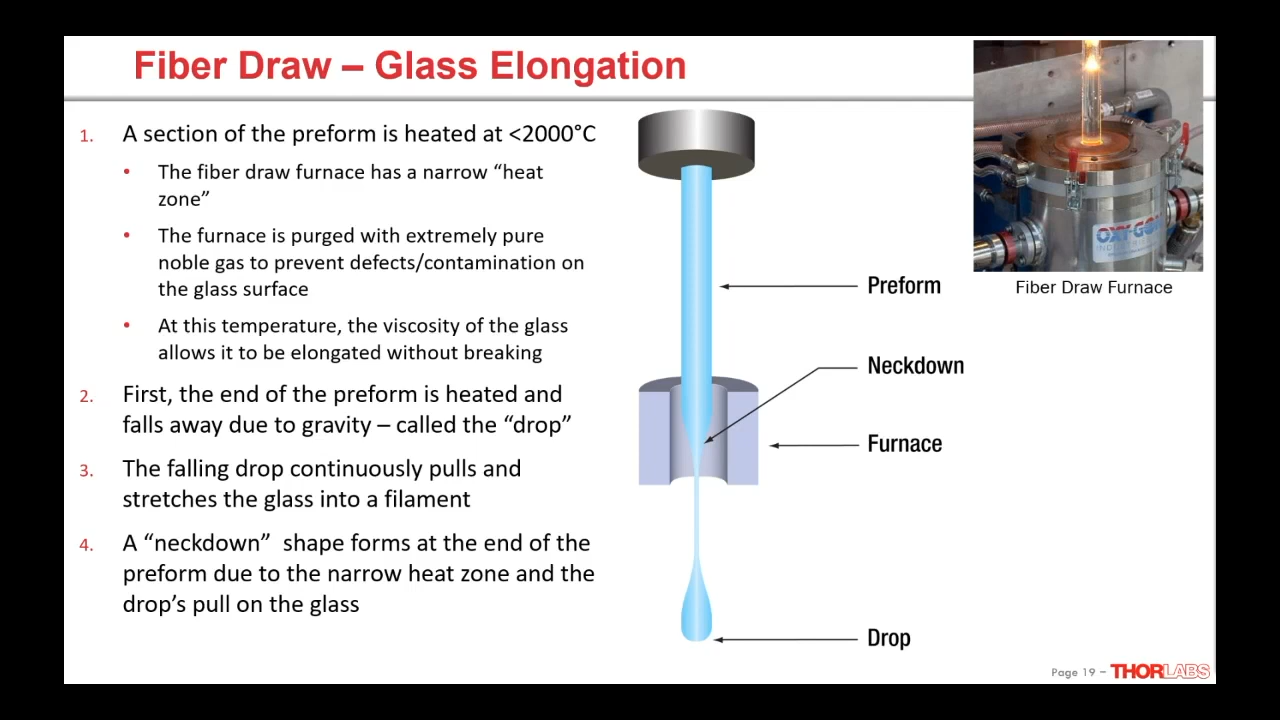 Fiber Draw – Glass Elongation
1. A section of the preform is heated at <2000°C
• The fiber draw furnace has a narrow “heat
zone”
• The furnace is purged with extremely pure
noble gas to prevent defects/contamination on
the glass surface
• At this temperature, the viscosity of the glass
allows it to be elongated without breaking
2. First, the end of the preform is heated and
falls away due to gravity – called the “drop”
3. The falling drop continuously pulls and
stretches the glass into a filament
4. A “neckdown” shape forms at the end of the
preform due to the narrow heat zone and the
drop’s pull on the glass
Preform
Neckdown
Furnace
Drop
Fiber Draw Furnace
Page 19 – THORLABS